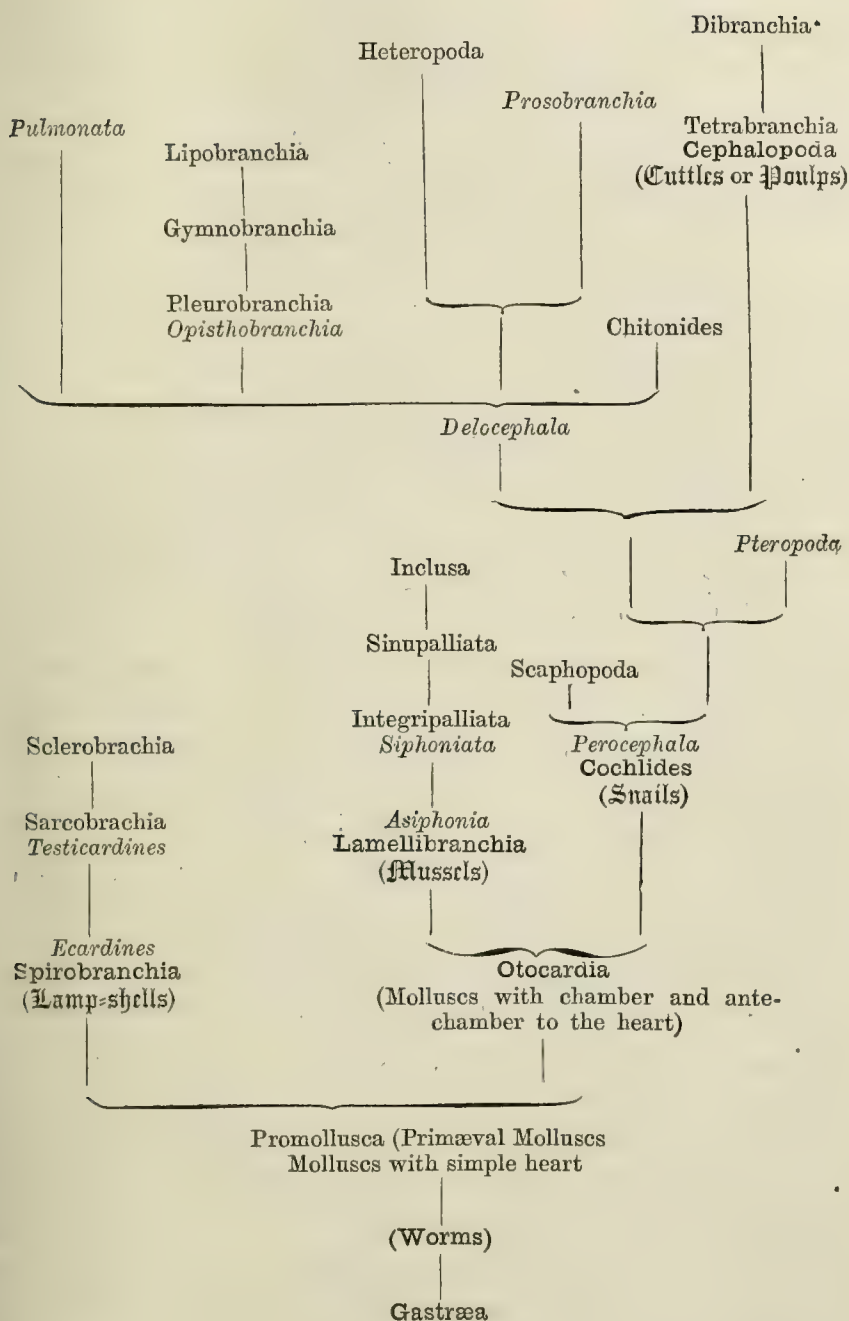 Dibranchia
Heteropoda
Prosobranchia
Pulmonata
Tetrabranchia
Cephalopoda
(Cuttles or Poulps)
Lipobranchia
Gymnobranchia
Pleurobranchia
Opisthobranchia
Chitonides
Delocephala
Pteropoda
Inclusa
Sinupalliata
Scaphopoda
Integripalliata
Siphoniata
Perocephala
Cochlides
(Snails)
Sclerobrachia
Sarcobrachia
Testicardines
Asiphonia
Lamellibranchia
(Mussels)
Ecardines
Spirobranchia
(Lamp-shells)
Otocardia
(Molluscs with chamber and ante-
chamber to the heart)
Promollusca (Primæval Molluscs
Molluscs with simple heart
(Worms)
Gastræa